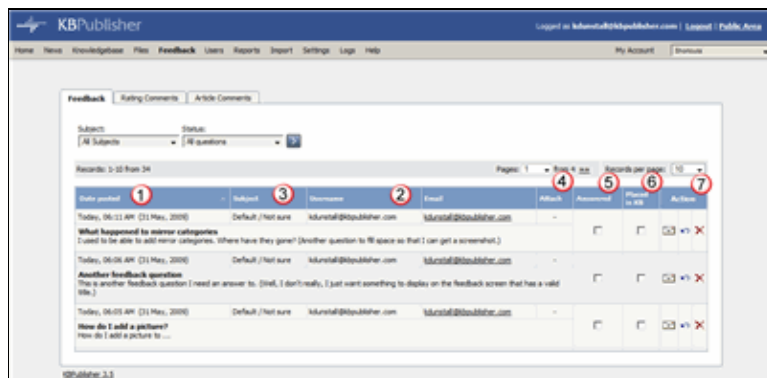 KBPublisher
Logged as kdunstall@kbpublisher.com | Logout | Public Area
Home News Knowledgebase Files Feedback Users Reports Import Settings Logs Help My Account Shortcuts
Feedback Rating Comments Article Comments
Subject: Status:
All Subjects All questions
Records: 1-10 from 34 Pages: 1 from 4 >> Records per page: 10
1 3 2 4 5 6 7
Date posted Subject Username Email Attach Answered Placed in KB Action
Today, 06:11 AM (31 May, 2009) Default / Not sure kdunstall@kbpublisher.com kdunstall@kbpublisher.com -
What happened to mirror categories
I used to be able to add mirror categories. Where have they gone? (Another question to fill space so that I can get a screenshot.)
Today, 06:06 AM (31 May, 2009) Default / Not sure kdunstall@kbpublisher.com kdunstall@kbpublisher.com -
Another feedback question
This is another feedback question I need an answer to. (Well, I don't really, I just want something to display on the feedback screen that has a valid
title.)
Today, 06:05 AM (31 May, 2009) Default / Not sure kdunstall@kbpublisher.com kdunstall@kbpublisher.com -
How do I add a picture?
How do I add a picture to ...
KBPublisher 3.5